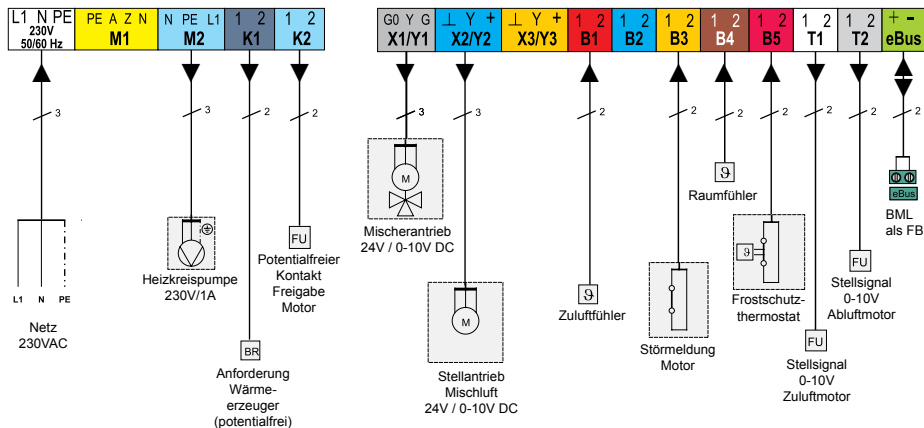 L1 N PE
230V
50/60 Hz
PE A Z N
M1
N PE L1
M2
1 2
K1
1 2
K2
G0 Y G
X1/Y1
⊥ Y +
X2/Y2
⊥ Y +
X3/Y3
1 2
B1
1 2
B2
1 2
B3
1 2
B4
1 2
B5
1 2
T1
1 2
T2
+ -
eBus
3
3
2
2
3
3
2
2
2
2
2
2
2
L1 N PE
Netz
230VAC
Heizkreispumpe
230V/1A
BR
Anforderung
Wärme-
erzeuger
(potentialfrei)
FU
Potentialfreier
Kontakt
Freigabe
Motor
M
Mischerantrieb
24V / 0-10V DC
M
Stellantrieb
Mischluft
24V / 0-10V DC
ϑ
Zuluftfühler
Störmeldung
Motor
ϑ
Raumfühler
ϑ
Frostschutz-
thermostat
FU
Stellsignal
0-10V
Zuluftmotor
FU
Stellsignal
0-10V
Abluftmotor
eBus
BML
als FB